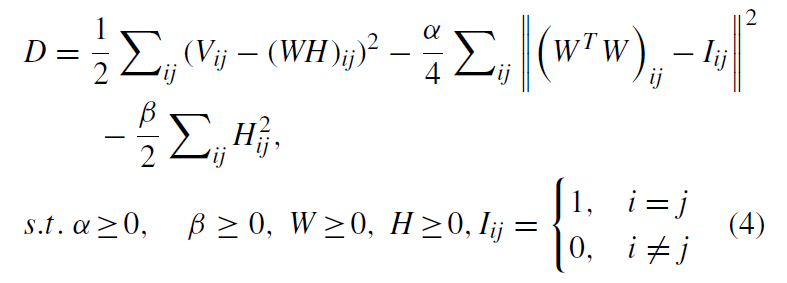 D = \frac{1}{2} \sum_{ij} (V_{ij} - (WH)_{ij})^2 - \frac{\alpha}{4} \sum_{ij} \left\| \left( W^T W \right)_{ij} - I_{ij} \right\|^2
- \frac{\beta}{2} \sum_{ij} H_{ij}^2,
s.t. \alpha \geq 0, \quad \beta \geq 0, W \geq 0, H \geq 0, I_{ij} = \begin{cases} 1, & i = j \\ 0, & i \neq j \end{cases} \quad (4)